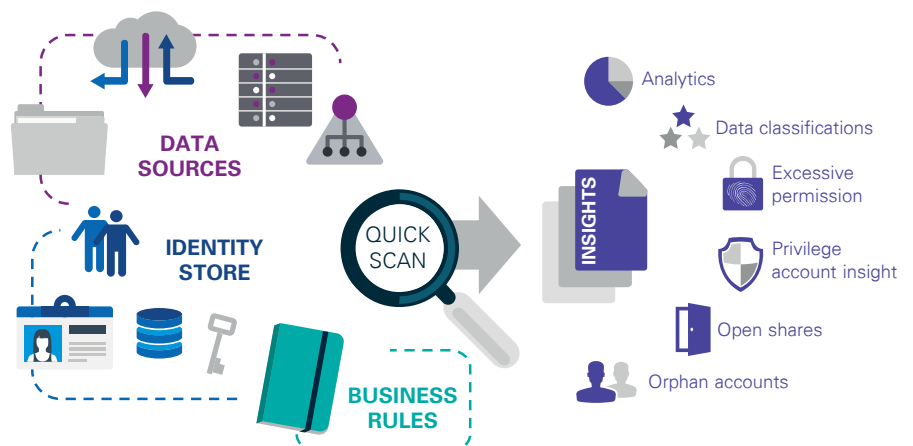 DATA
SOURCES
IDENTITY
STORE
BUSINESS
RULES
QUICK
SCAN
INSIGHTS
Analytics
Data classifications
Excessive
permission
Privilege
account insight
Open shares
Orphan accounts